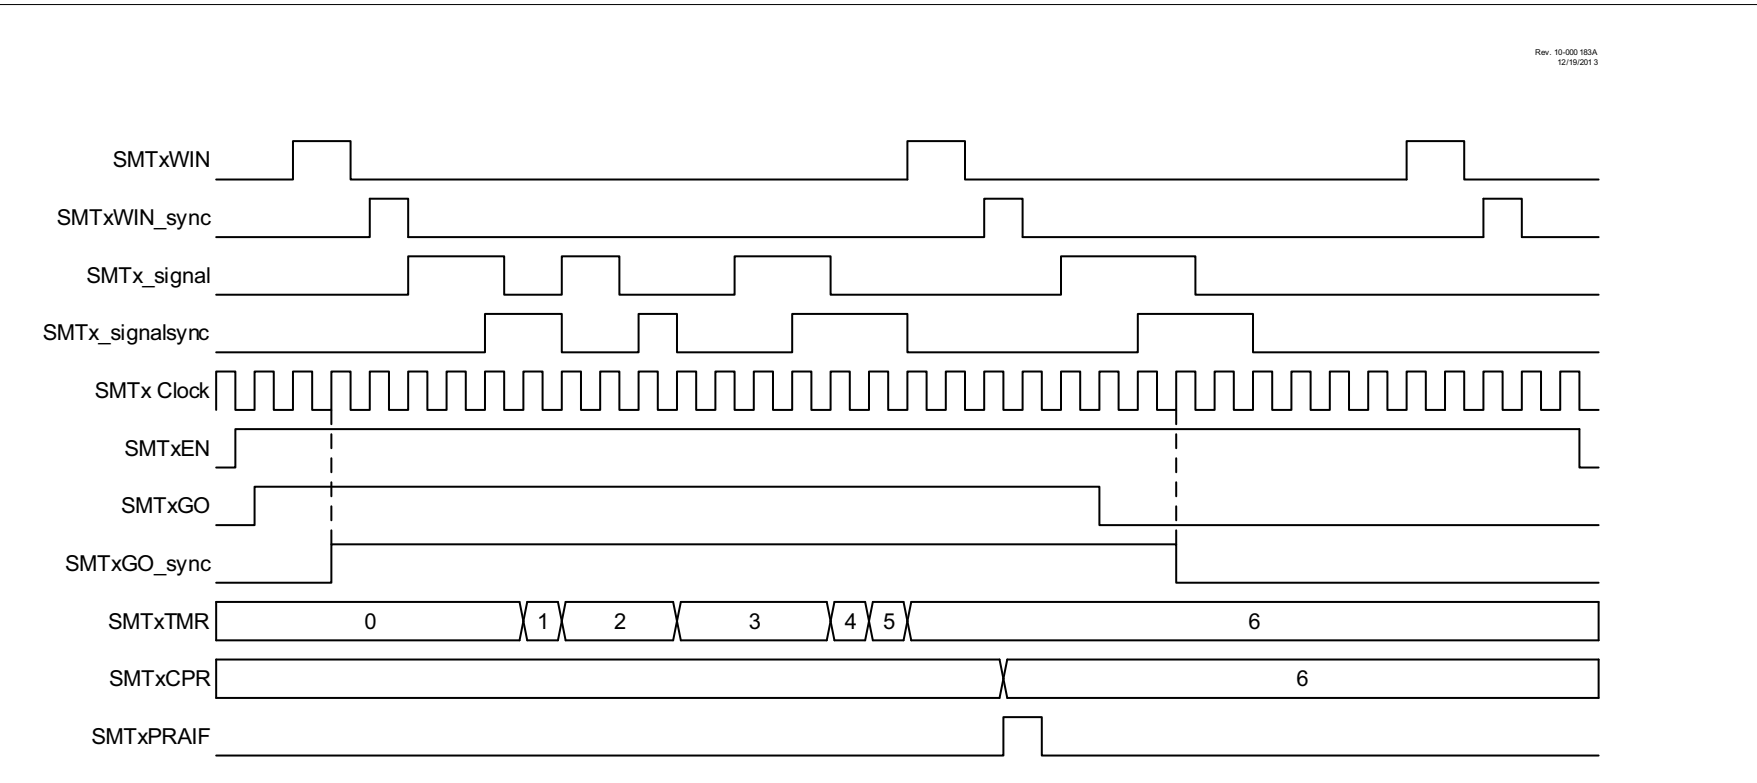 Rev. 10-000 183A
12/19/201 3
SMTxWIN
SMTxWIN_sync
SMTx_signal
SMTx_signalsync
SMTx Clock
SMTxEN
SMTxGO
SMTxGO_sync
SMTxTMR 0 1 2 3 4 5 6
SMTxCPR 6
SMTxPRAIF